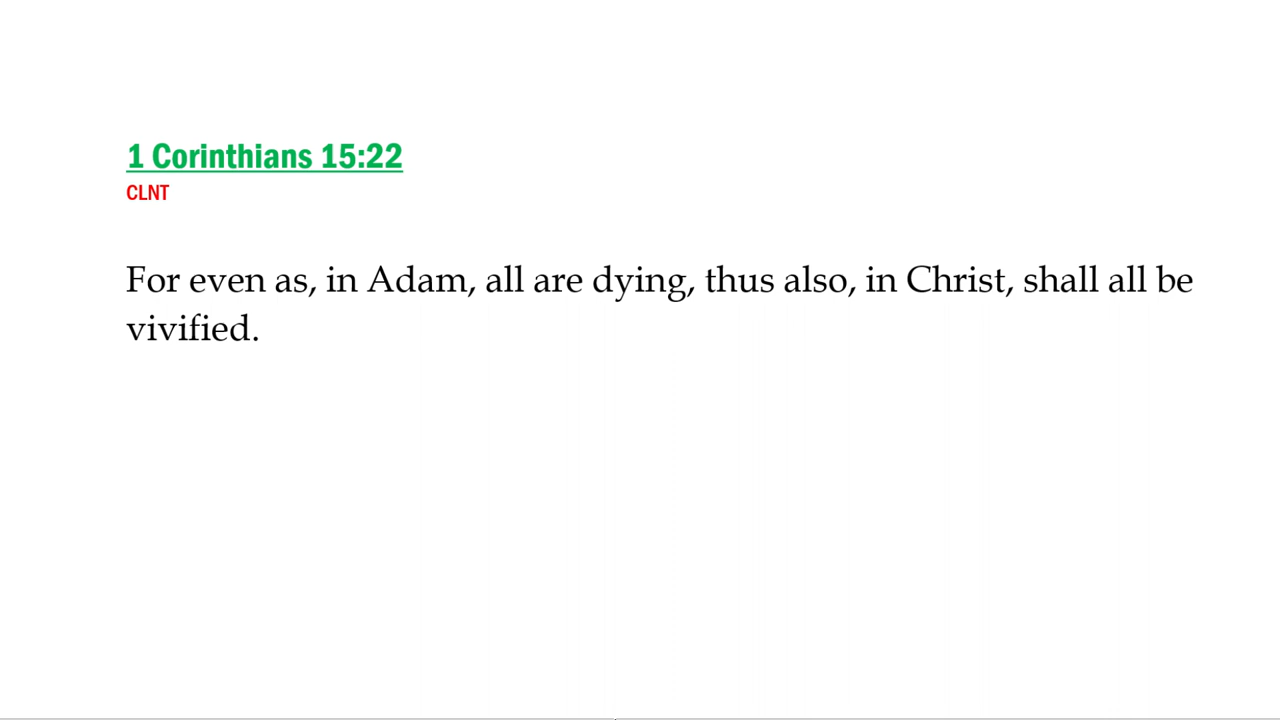 1 Corinthians 15:22
CLNT
For even as, in Adam, all are dying, thus also, in Christ, shall all be
vivified.